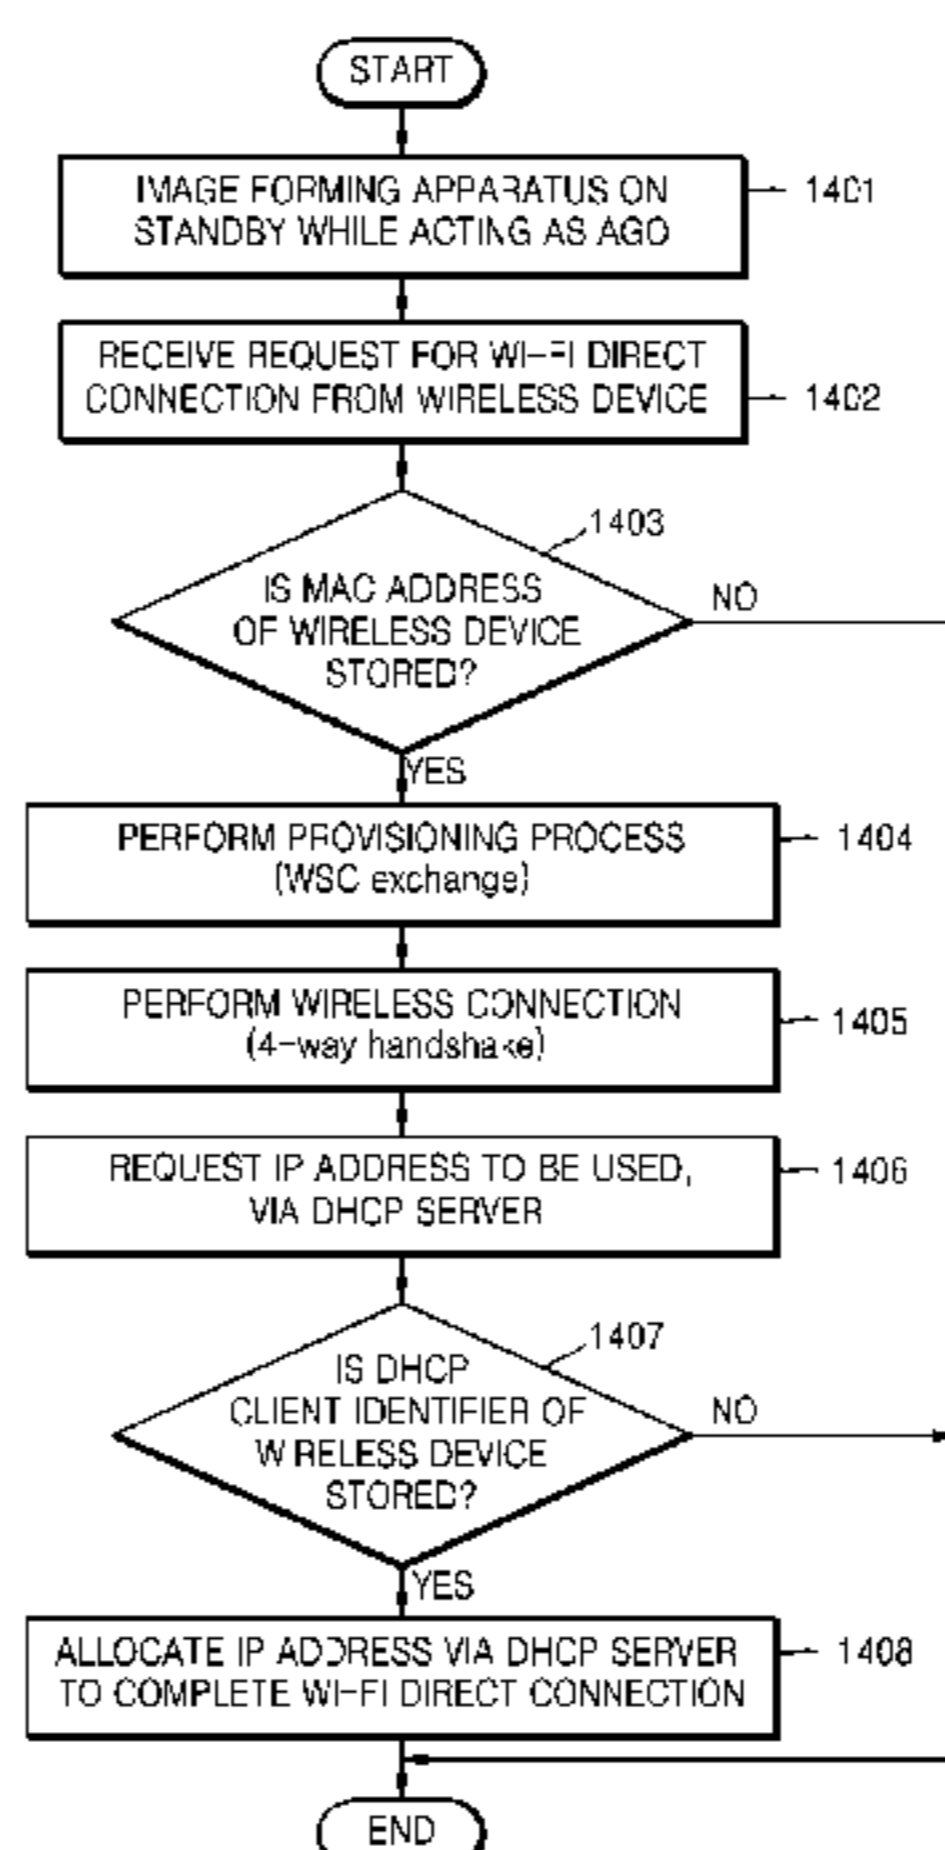 START
IMAGE FORMING APPARATUS ON
STANDBY WHILE ACTING AS AGO
1401
RECEIVE REQUEST FOR WI-FI DIRECT
CONNECTION FROM WIRELESS DEVICE
1402
1403
IS MAC ADDRESS
OF WIRELESS DEVICE
STORED?
NO
YES
PERFORM PROVISIONING PROCESS
(WSC exchange)
1404
PERFORM WIRELESS CONNECTION
(4-way handshake)
1405
REQUEST IP ADDRESS TO BE USED,
VIA DHCP SERVER
1406
1407
IS DHCP
CLIENT IDENTIFIER OF
WIRELESS DEVICE
STORED?
NO
YES
ALLOCATE IP ADDRESS VIA DHCP SERVER
TO COMPLETE WI-FI DIRECT CONNECTION
1408
END